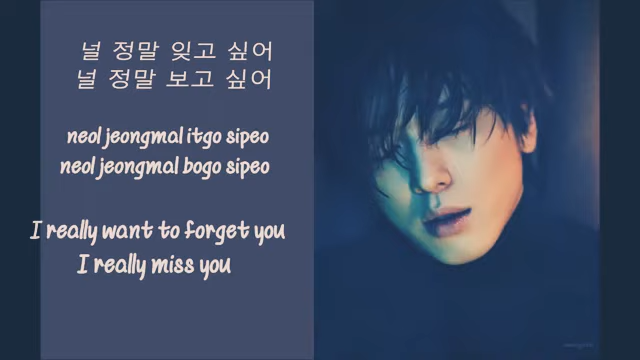 널 정말 잊고 싶어
널 정말 보고 싶어
neol jeongmal itgo sipeo
neol jeongmal bogo sipeo
I really want to forget you
I really miss you